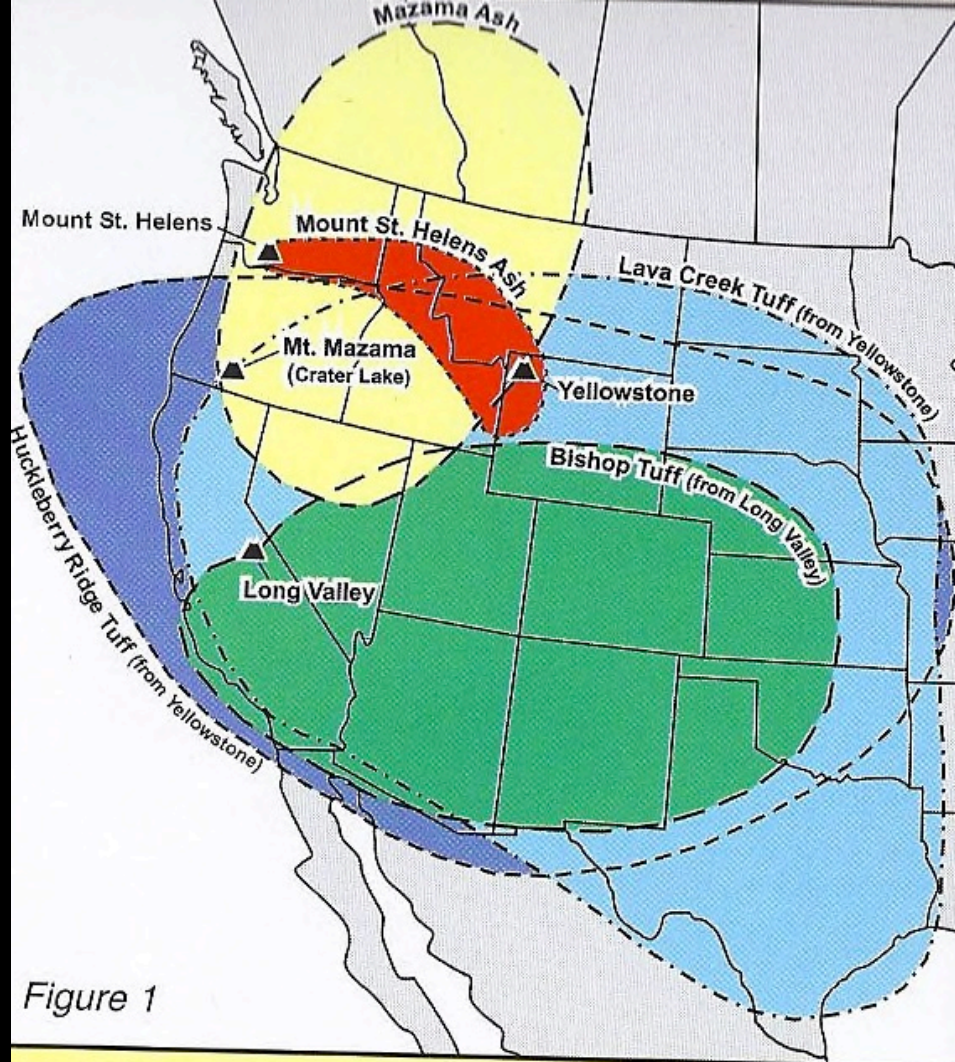 Mazama Ash
Mount St. Helens
Mount St. Helens Ash
Lava Creek Tuff (from Yellowstone)
Mt. Mazama
(Crater Lake)
Yellowstone
Bishop Tuff (from Long Valley)
Huckleberry Ridge Tuff (from Yellowstone)
Long Valley
Figure 1